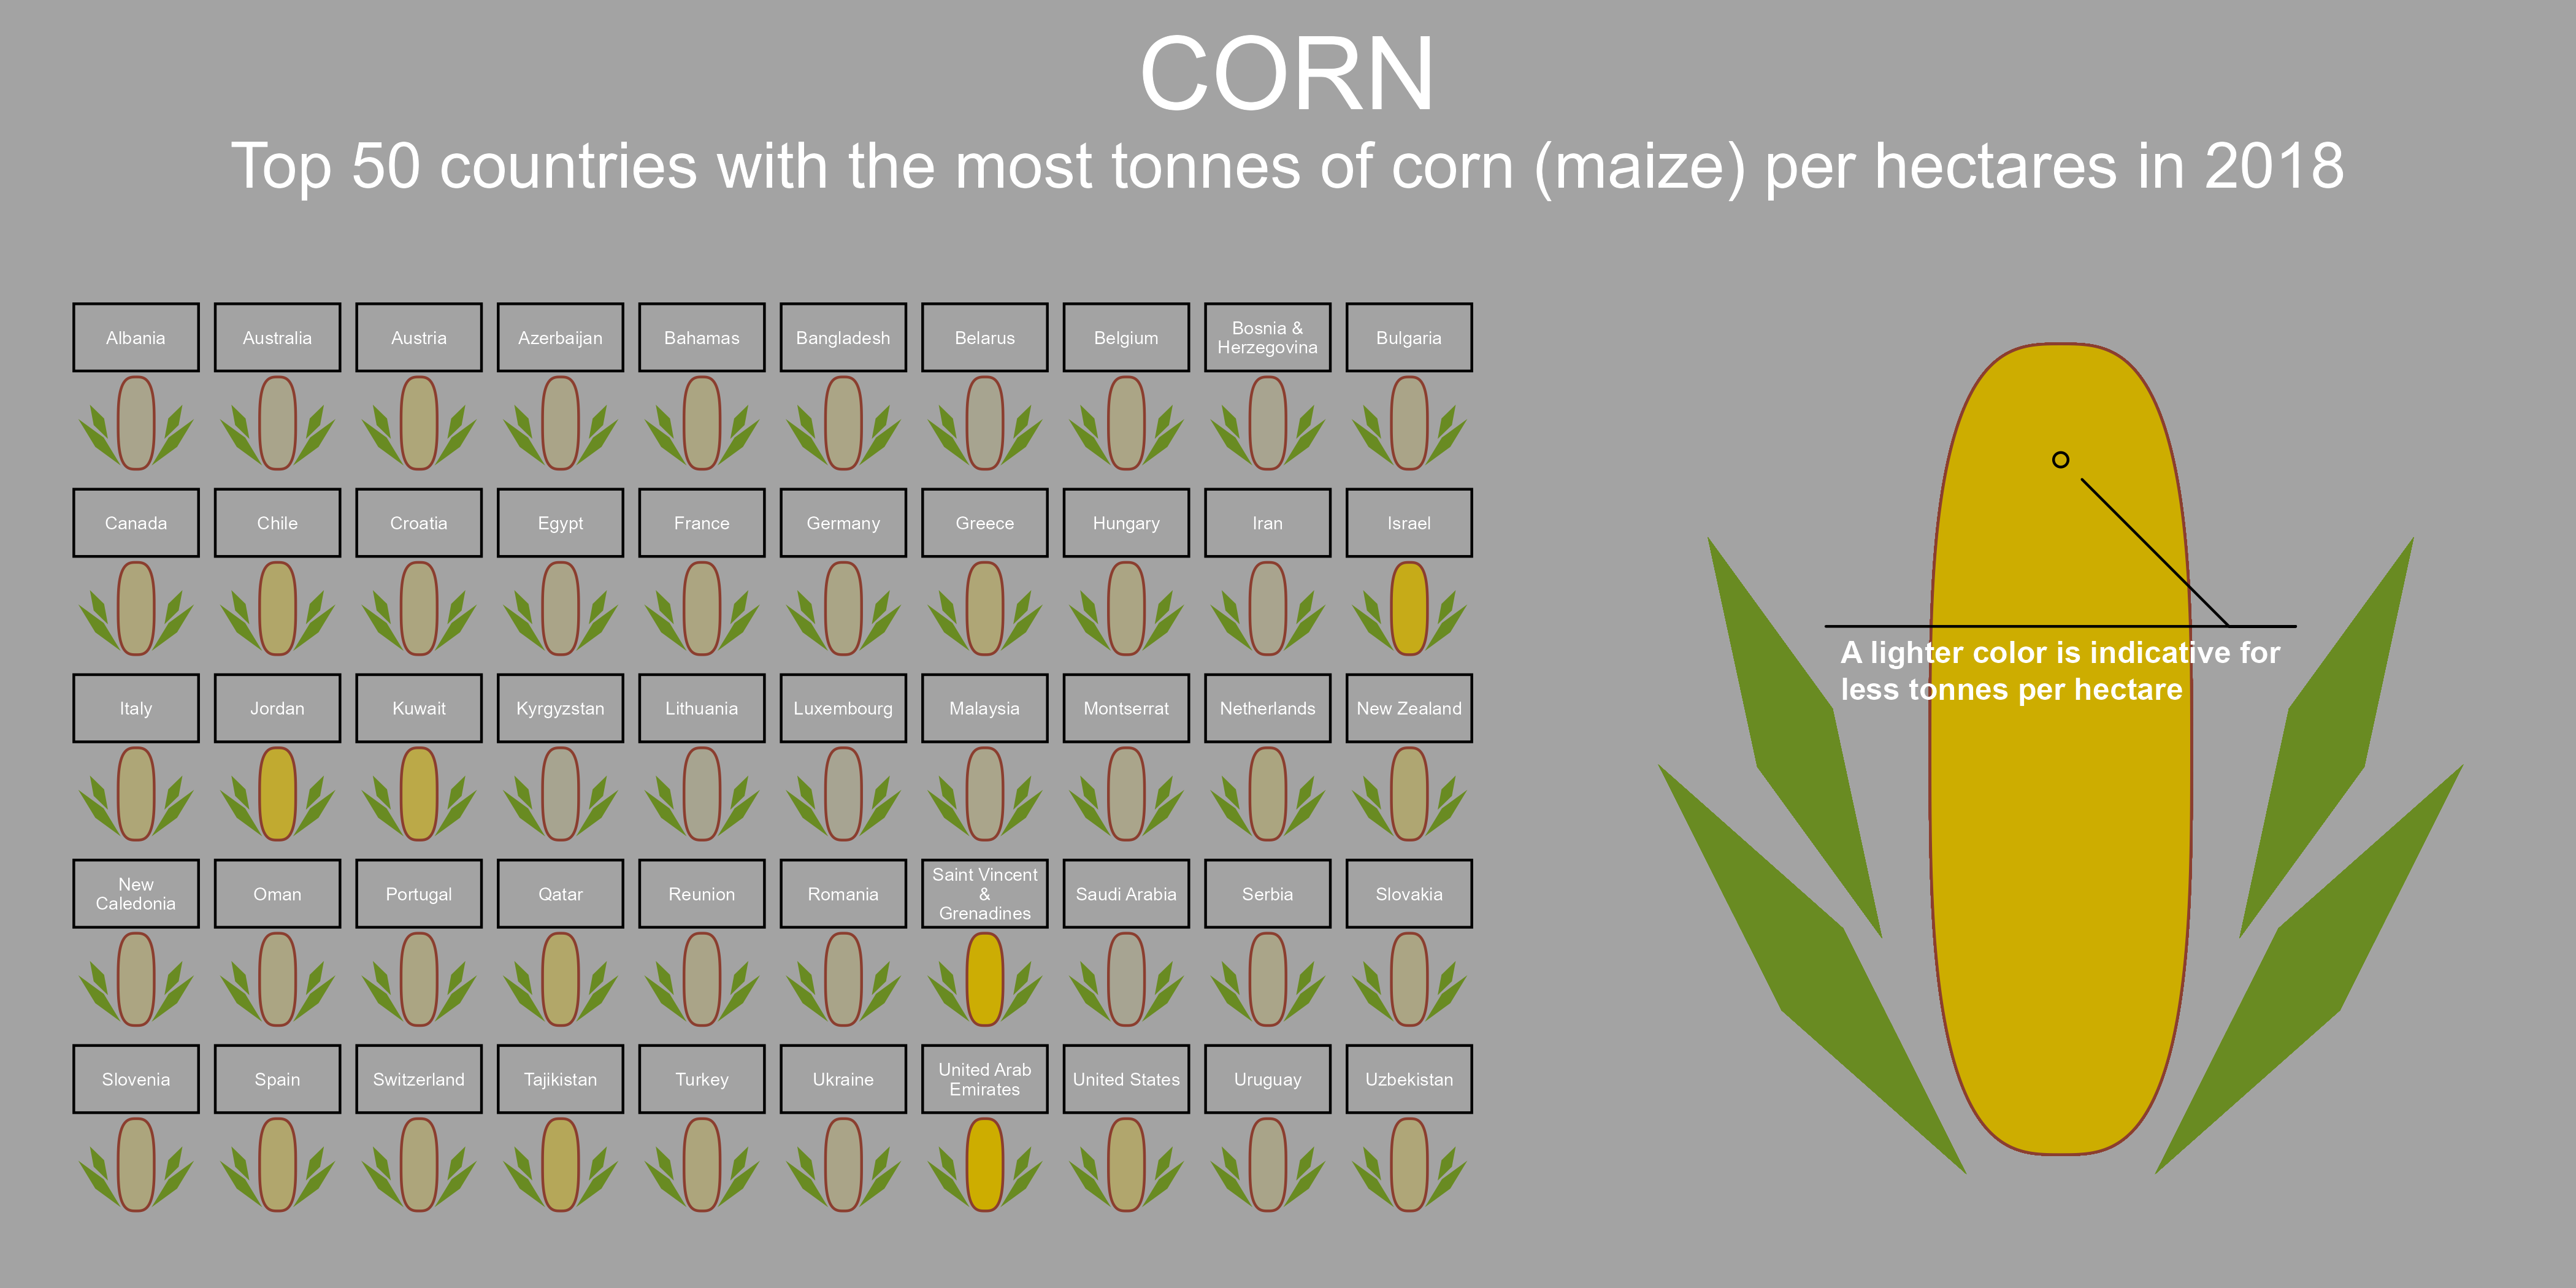 CORN
Top 50 countries with the most tonnes of corn (maize) per hectares in 2018
Albania
Australia
Austria
Azerbaijan
Bahamas
Bangladesh
Belarus
Belgium
Bosnia &
Herzegovina
Bulgaria
Canada
Chile
Croatia
Egypt
France
Germany
Greece
Hungary
Iran
Israel
Italy
Jordan
Kuwait
Kyrgyzstan
Lithuania
Luxembourg
Malaysia
Montserrat
Netherlands
New Zealand
New
Caledonia
Oman
Portugal
Qatar
Reunion
Romania
Saint Vincent
&
Grenadines
Saudi Arabia
Serbia
Slovakia
Slovenia
Spain
Switzerland
Tajikistan
Turkey
Ukraine
United Arab
Emirates
United States
Uruguay
Uzbekistan
A lighter color is indicative for
less tonnes per hectare